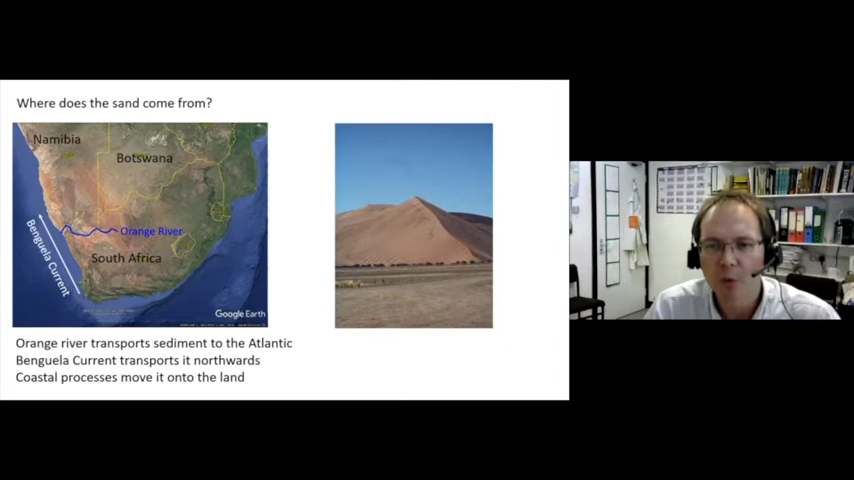 Where does the sand come from?
Namibia
Botswana
Orange River
Benguela Current
South Africa
Google Earth
Orange river transports sediment to the Atlantic
Benguela Current transports it northwards
Coastal processes move it onto the land